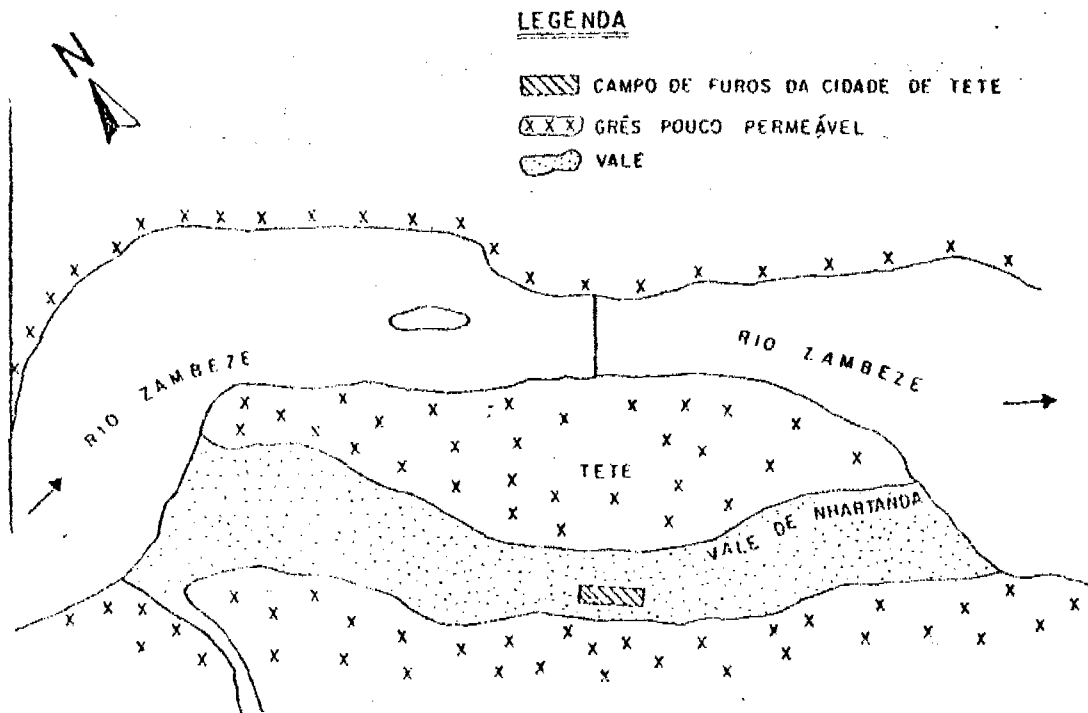 LEGENDA
N
CAMPO DE FUROS DA CIDADE DE TETE
X X X GRÊS POUCO PERMEÁVEL
VALE
RIO ZAMBEZE
RIO ZAMBEZE
TETE
VALE DE NHARTANDA